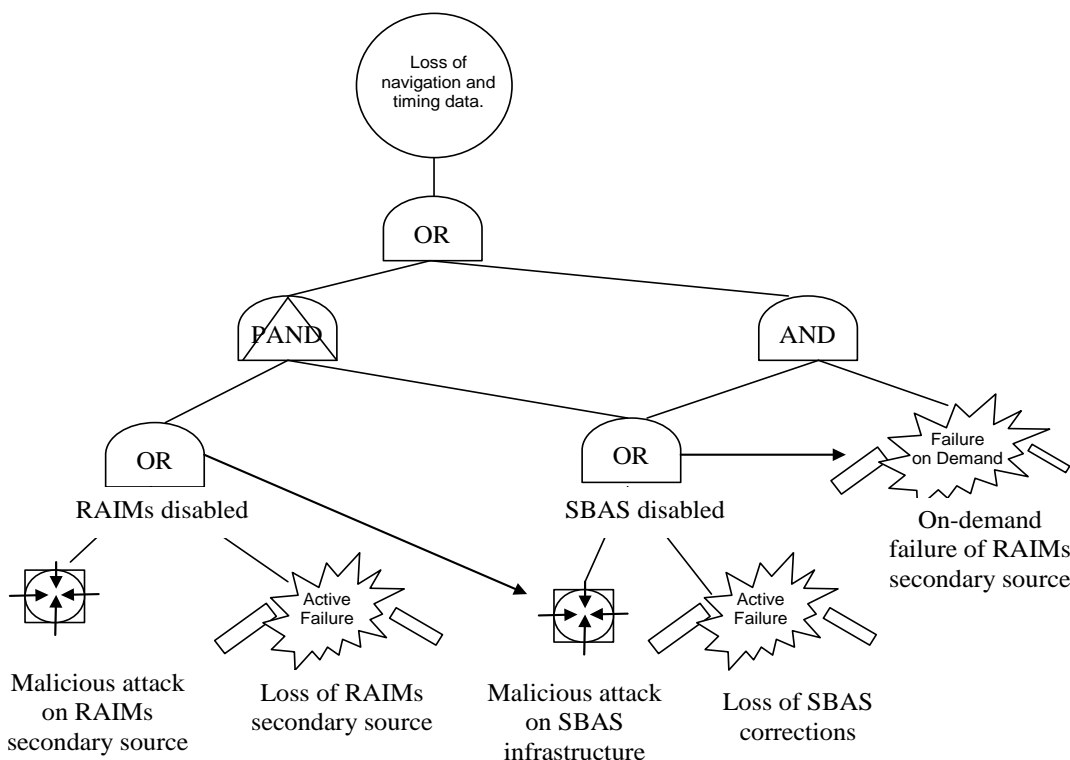 Loss of
navigation and
timing data.
OR
PAND
AND
OR
RAIMs disabled
OR
SBAS disabled
Failure
on Demand
On-demand
failure of RAIMs
secondary source
Malicious attack
on RAIMs
secondary source
Active
Failure
Loss of RAIMs
secondary source
Malicious attack
on SBAS
infrastructure
Active
Failure
Loss of SBAS
corrections